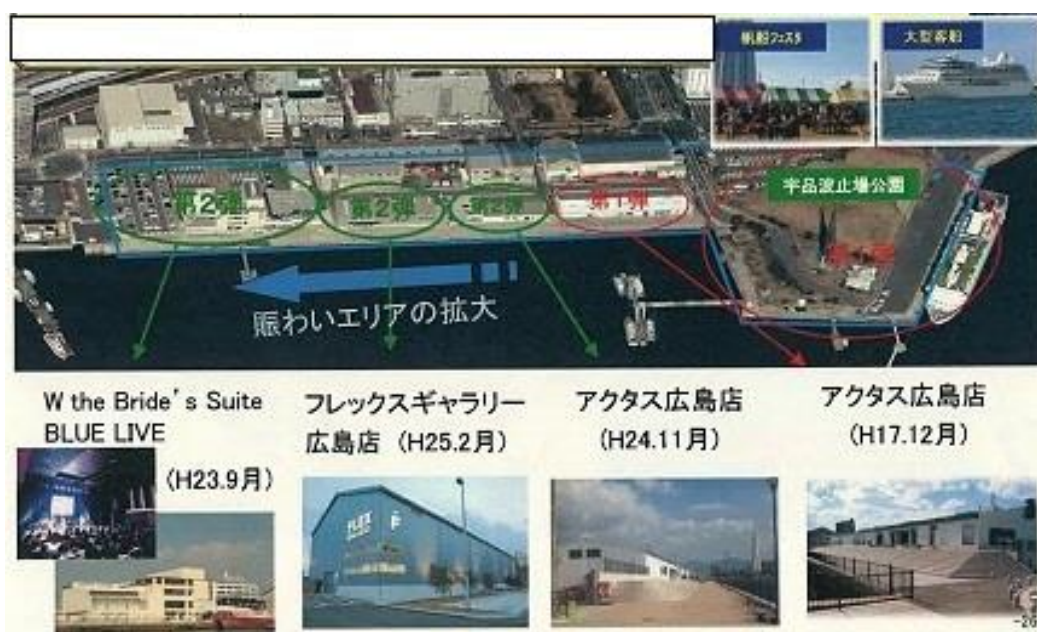 帆船フェスタ
大型客船
宇品波止場公園
第2弾
第2弾
第2弾
第1弾
第一弾
賑わいエリアの拡大
W the Bride's Suite
BLUE LIVE
(H23.9月)
フレックスギャラリー
広島店 (H25.2月)
アクタス広島店
(H24.11月)
アクタス広島店
(H17.12月)
FLEX
-26